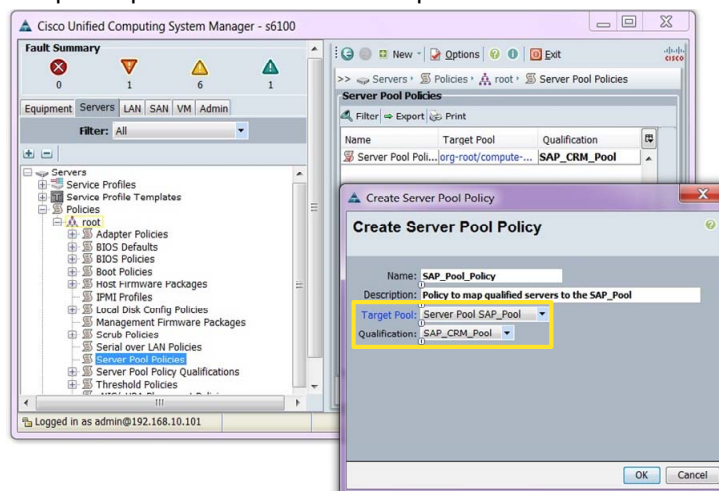 Cisco Unified Computing System Manager - s6100
Fault Summary
0 1 6 1
Equipment Servers LAN SAN VM Admin
Filter: All
Servers
Service Profiles
Service Profile Templates
Policies
root
Adapter Policies
BIOS Defaults
BIOS Policies
Boot Policies
Host Firmware Packages
IPMI Profiles
Local Disk Config Policies
Management Firmware Packages
Scrub Policies
Serial over LAN Policies
Server Pool Policies
Server Pool Policy Qualifications
Threshold Policies
Logged in as admin@192.168.10.101
New Options Exit
cisco
>> Servers Policies root Server Pool Policies
Server Pool Policies
Filter Export Print
Name Target Pool Qualification
Server Pool Poli... org-root/compute-... SAP_CRM_Pool
Create Server Pool Policy
Create Server Pool Policy
Name: SAP_Pool_Policy
Description: Policy to map qualified servers to the SAP_Pool
Target Pool: Server Pool SAP_Pool
Qualification: SAP_CRM_Pool
OK Cancel